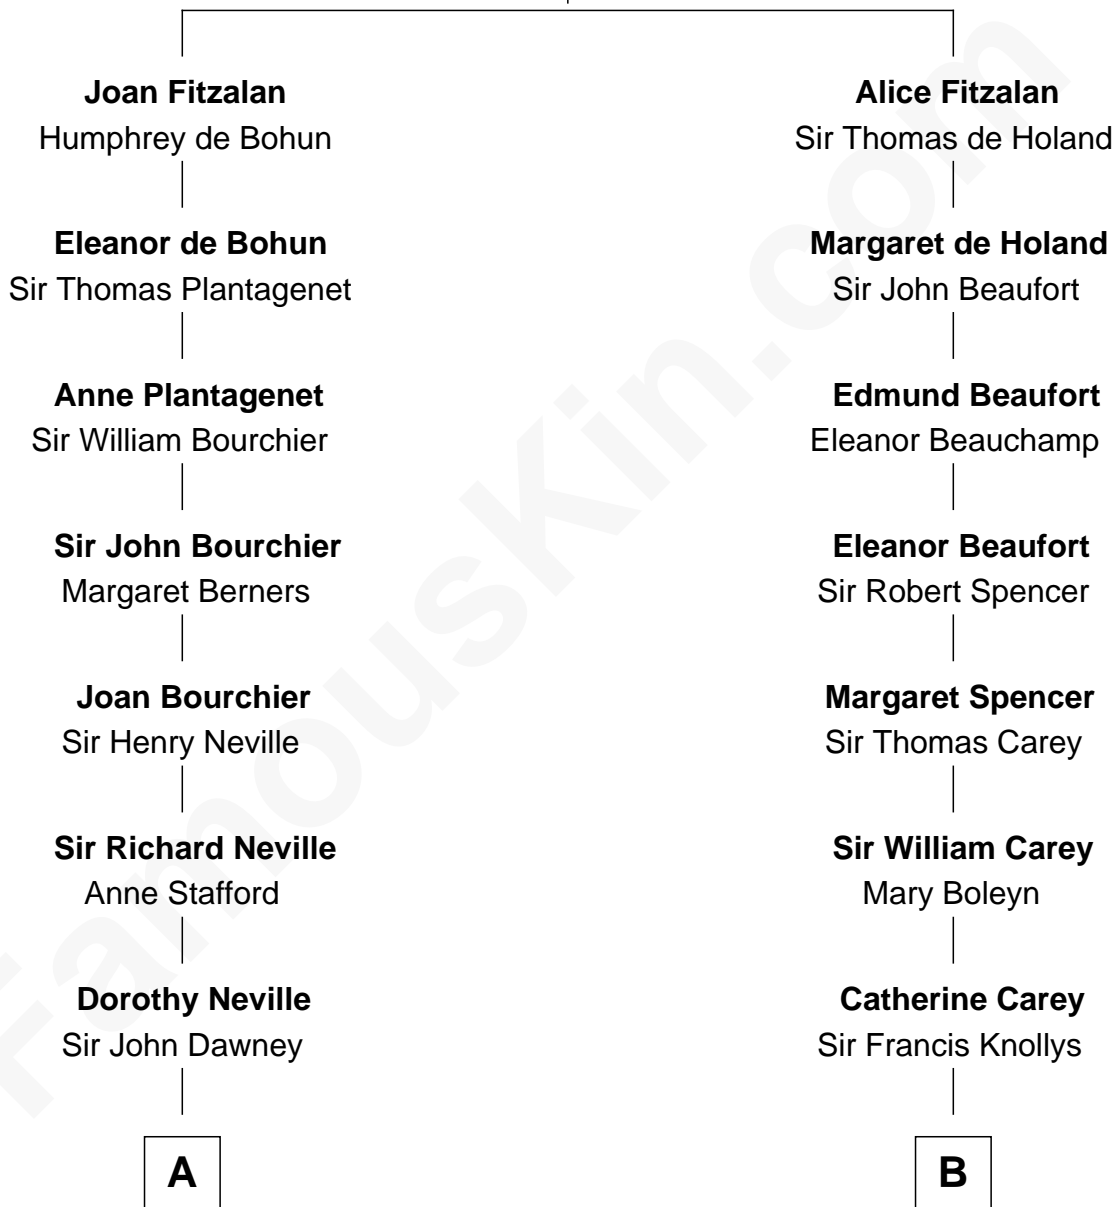 Joan Fitzalan
Humphrey de Bohun
Eleanor de Bohun
Sir Thomas Plantagenet
Anne Plantagenet
Sir William Bourchier
Sir John Bourchier
Margaret Berners
Joan Bourchier
Sir Henry Neville
Sir Richard Neville
Anne Stafford
Dorothy Neville
Sir John Dawney
A
Alice Fitzalan
Sir Thomas de Holand
Margaret de Holand
Sir John Beaufort
Edmund Beaufort
Eleanor Beauchamp
Eleanor Beaufort
Sir Robert Spencer
Margaret Spencer
Sir Thomas Carey
Sir William Carey
Mary Boleyn
Catherine Carey
Sir Francis Knollys
B
FamousKin.com